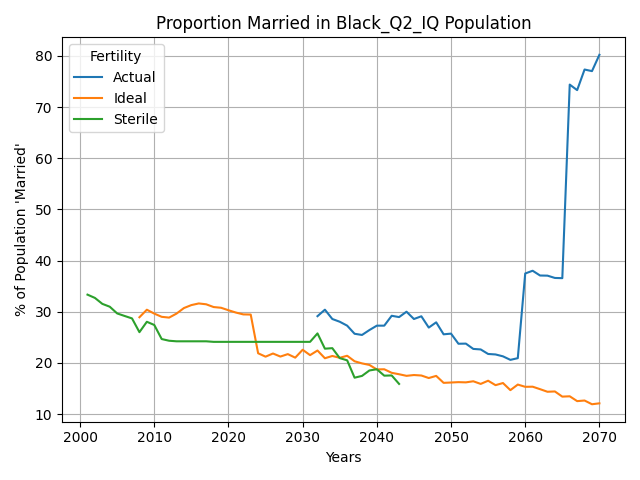 Proportion Married in Black_Q2_IQ Population
% of Population 'Married'
Fertility
Actual
Ideal
Sterile
80
70
60
50
40
30
20
10
2000 2010 2020 2030 2040 2050 2060 2070
Years